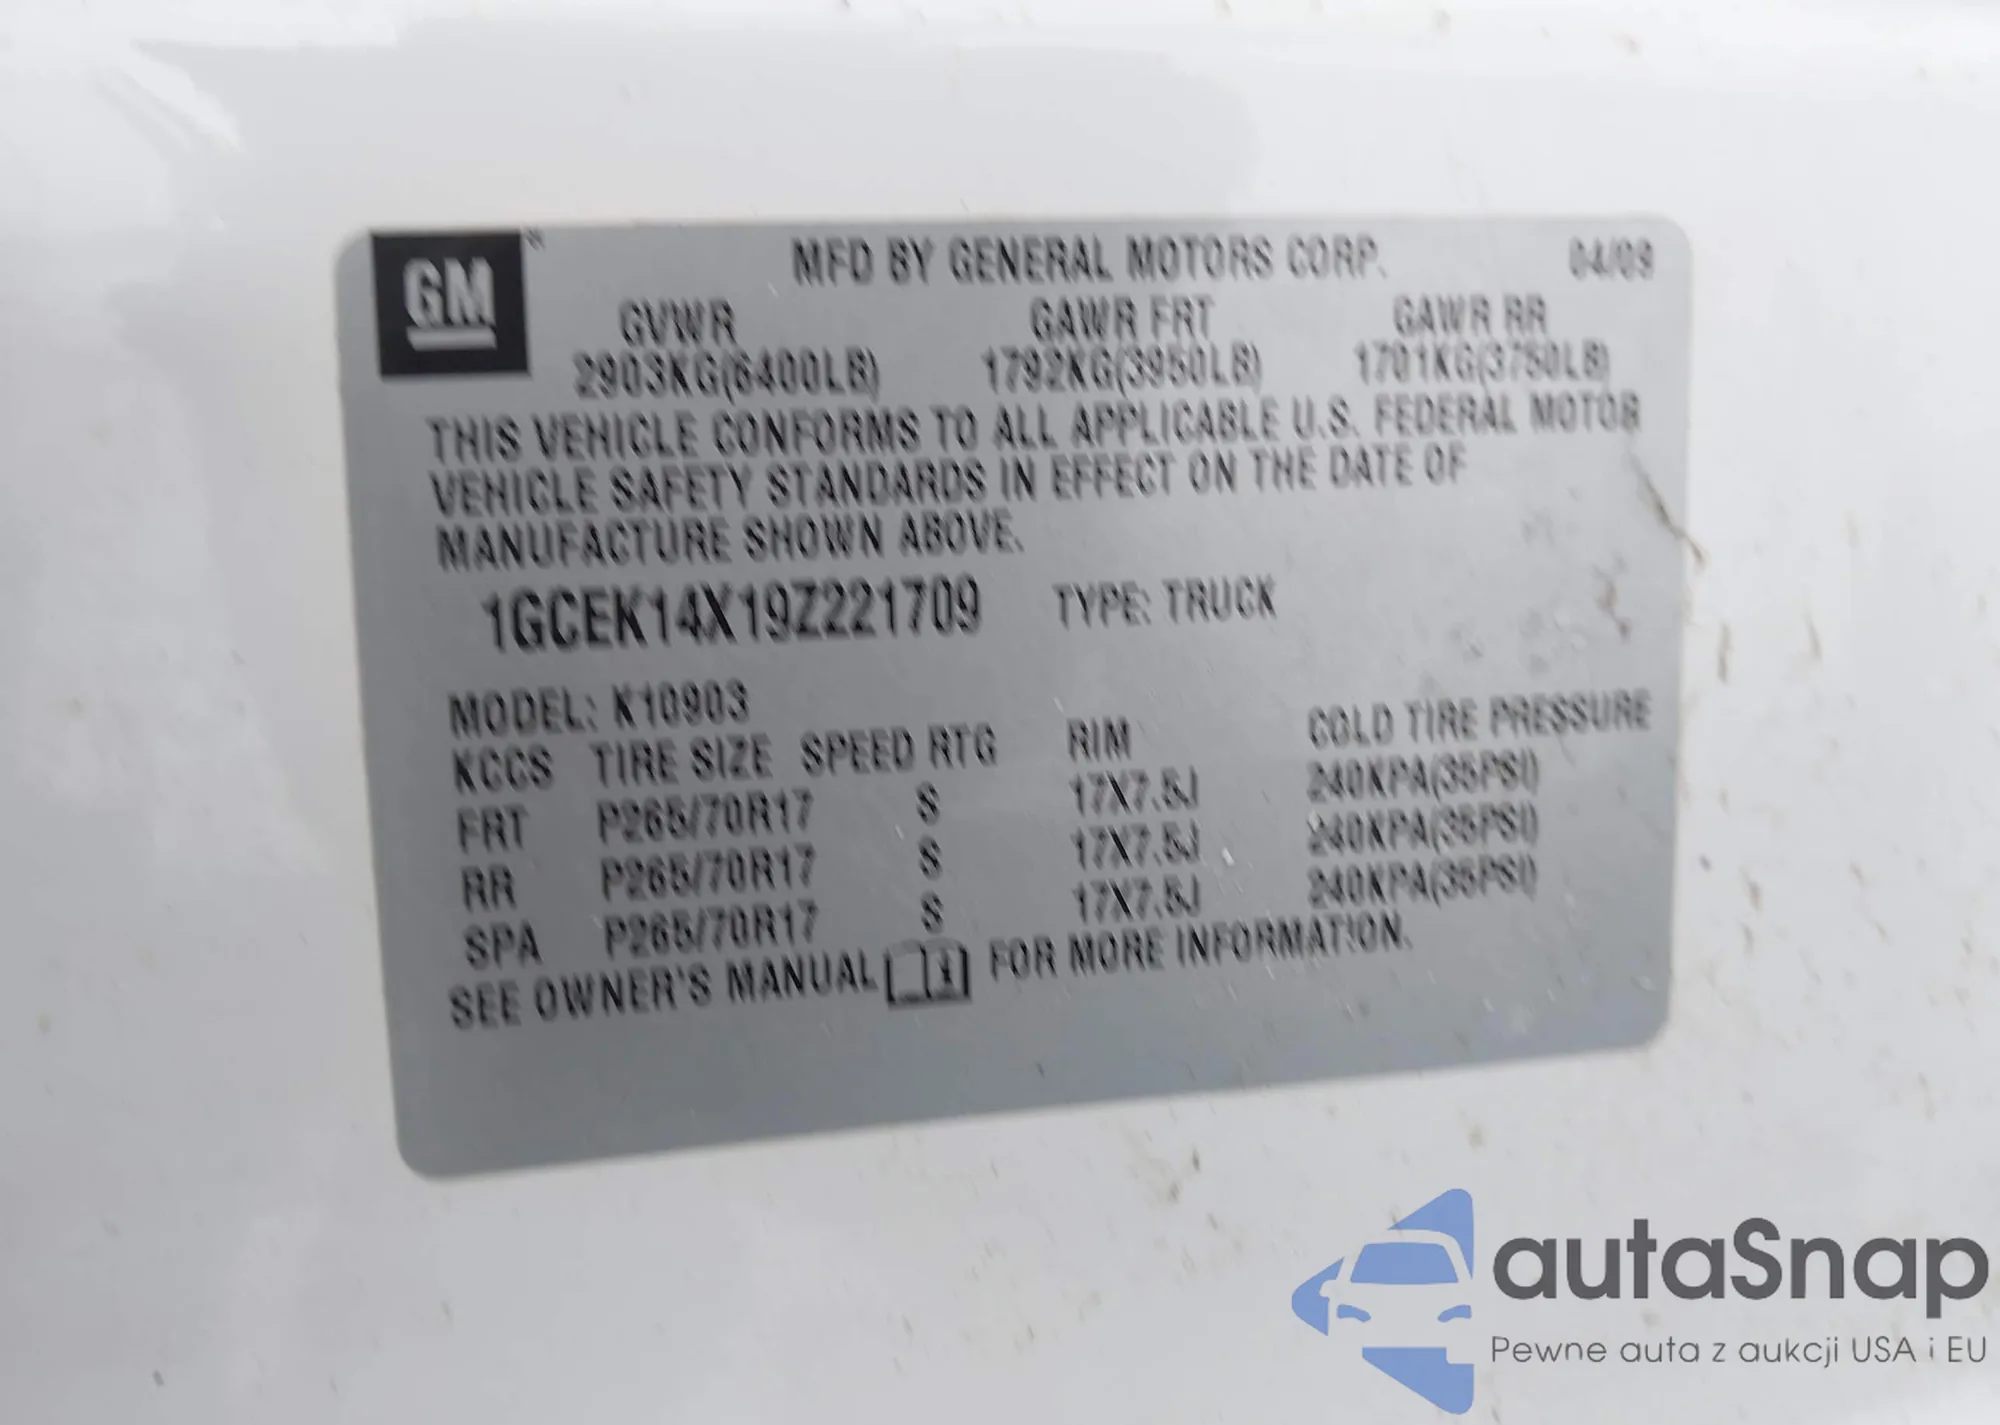 GM®
MFD BY GENERAL MOTORS CORP. 04/09
GVWR GAWR FRT GAWR RR
2903KG(6400LB) 1792KG(3950LB) 1701KG(3750LB)
THIS VEHICLE CONFORMS TO ALL APPLICABLE U.S. FEDERAL MOTOR
VEHICLE SAFETY STANDARDS IN EFFECT ON THE DATE OF
MANUFACTURE SHOWN ABOVE.
1GCEK14X19Z221709 TYPE: TRUCK
MODEL: K10903
KCCS TIRE SIZE SPEED RTG RIM COLD TIRE PRESSURE
FRT P265/70R17 S 17X7.5J 240KPA(35PSI)
RR P265/70R17 S 17X7.5J 240KPA(35PSI)
SPA P265/70R17 S 17X7.5J 240KPA(35PSI)
SEE OWNER'S MANUAL FOR MORE INFORMATION.
autaSnap
Pewne auta z aukcji USA i EU